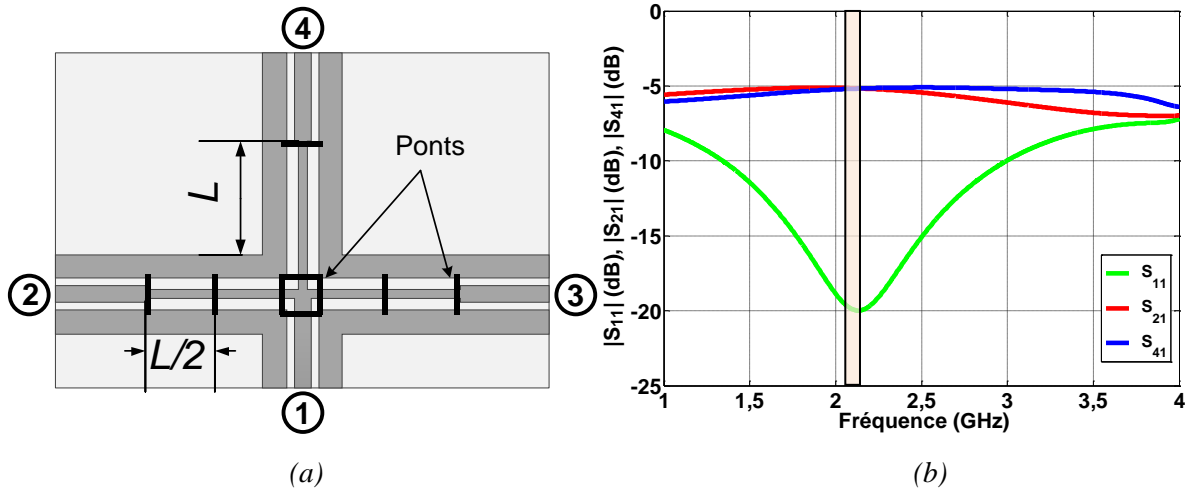 4
Ponts
L
2
3
L/2
1
(a)
|S11| (dB), |S21| (dB), |S41| (dB)
0
-5
-10
-15
-20
-25
S11
S21
S41
1
1,5
2
2,5
3
3,5
4
Fréquence (GHz)
(b)